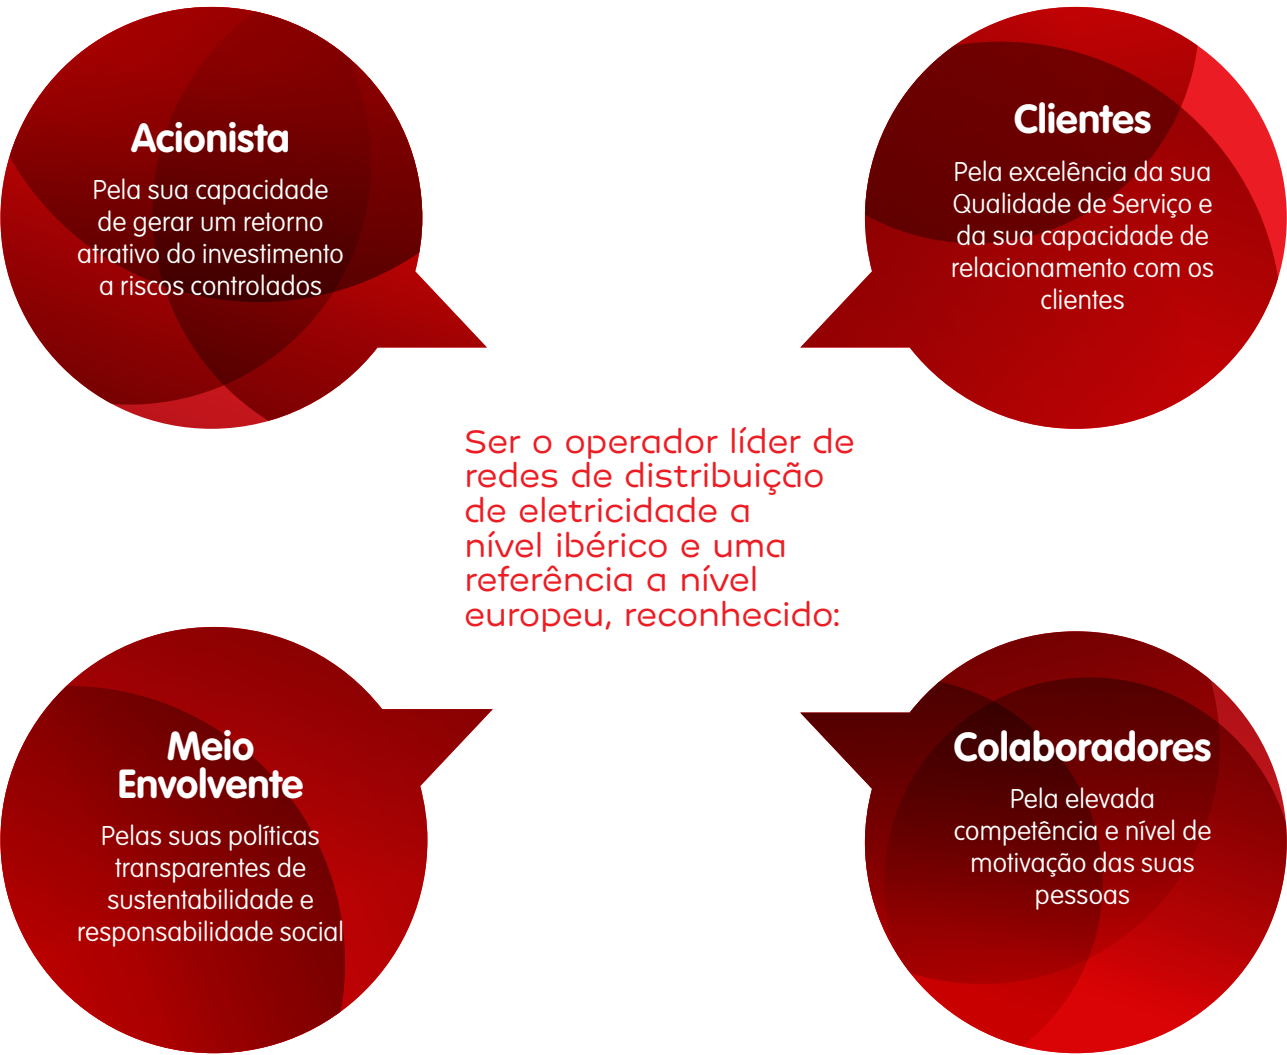 Acionista
Pela sua capacidade
de gerar um retorno
atrativo do investimento
a riscos controlados
Clientes
Pela excelência da sua
Qualidade de Serviço e
da sua capacidade de
relacionamento com os
clientes
Ser o operador líder de
redes de distribuição
de eletricidade a
nível ibérico e uma
referência a nível
europeu, reconhecido:
Meio
Envolvente
Pelas suas políticas
transparentes de
sustentabilidade e
responsabilidade social
Colaboradores
Pela elevada
competência e nível de
motivação das suas
pessoas